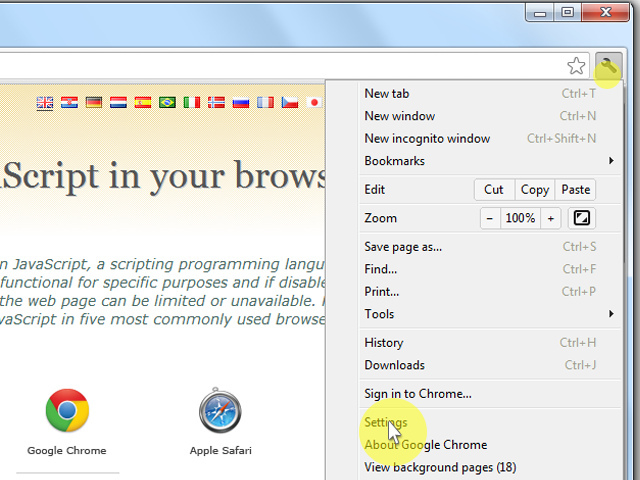 New tab Ctrl+T
New window Ctrl+N
New incognito window Ctrl+Shift+N
Bookmarks
Edit Cut Copy Paste
Zoom − 100% +
Save page as... Ctrl+S
Find... Ctrl+F
Print... Ctrl+P
Tools
History Ctrl+H
Downloads Ctrl+J
Sign in to Chrome...
Settings
About Google Chrome
View background pages (18)
Script in your brows
n JavaScript, a scripting programming langu
functional for specific purposes and if disable
the web page can be limited or unavailable.
vaScript in five most commonly used browse
Google Chrome
Apple Safari